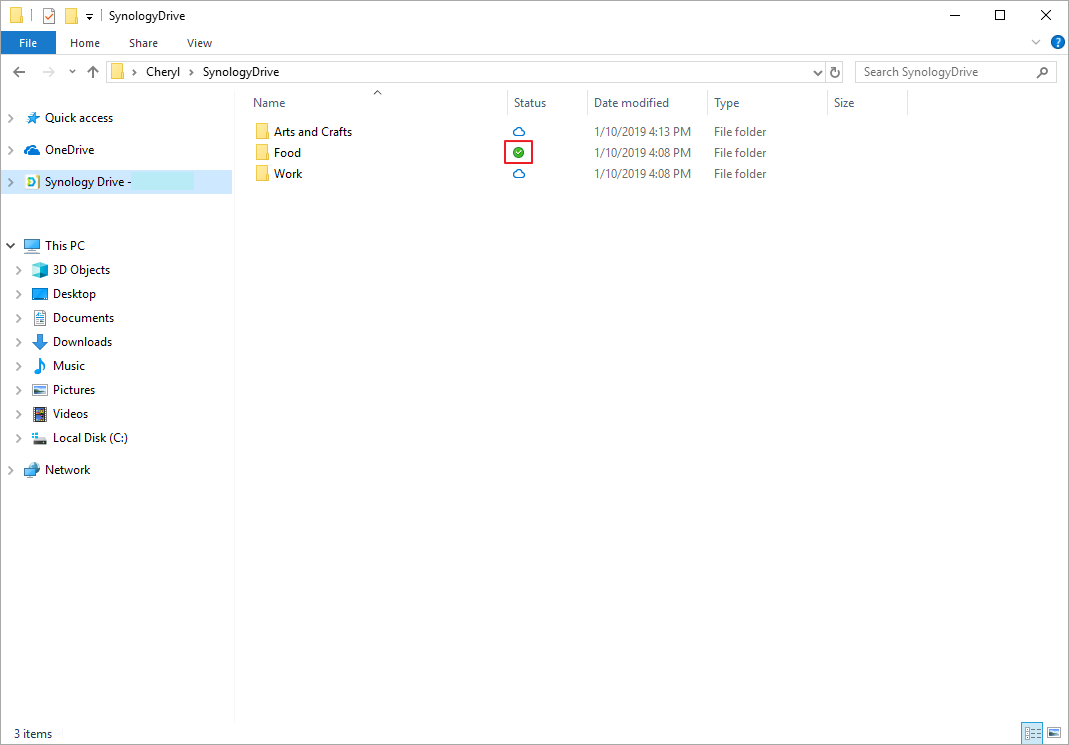 SynologyDrive
File Home Share View
Cheryl SynologyDrive
Search SynologyDrive
Name Status Date modified Type Size
Arts and Crafts 1/10/2019 4:13 PM File folder
Food 1/10/2019 4:08 PM File folder
Work 1/10/2019 4:08 PM File folder
Quick access
OneDrive
Synology Drive -
This PC
3D Objects
Desktop
Documents
Downloads
Music
Pictures
Videos
Local Disk (C:)
Network
3 items